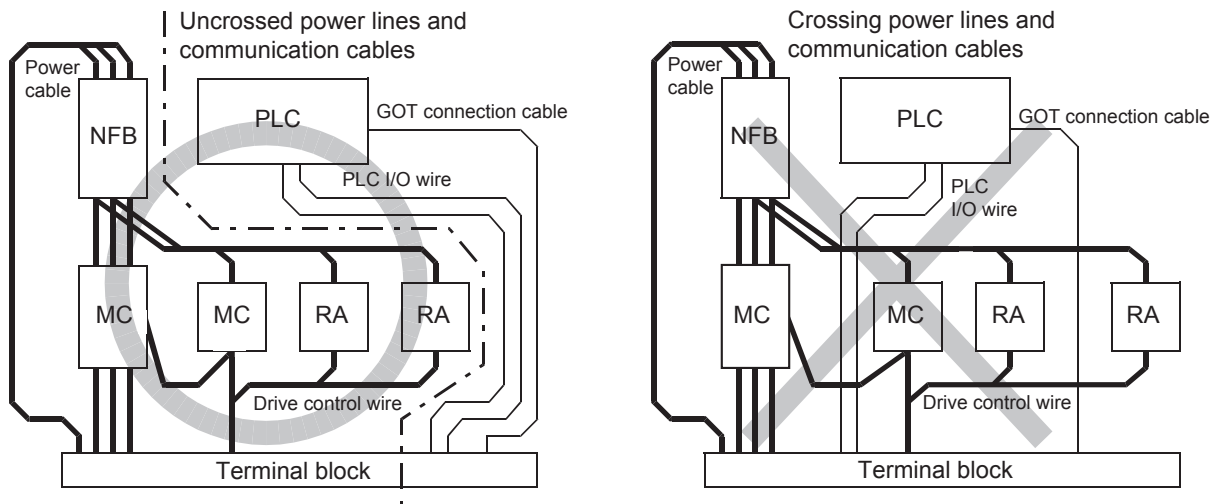 Uncrossed power lines and
communication cables
Power
cable
NFB
PLC
GOT connection cable
PLC I/O wire
MC
MC
RA
RA
Drive control wire
Terminal block
Crossing power lines and
communication cables
Power
cable
NFB
PLC
GOT connection cable
PLC
I/O wire
MC
MC
RA
RA
Drive control wire
Terminal block